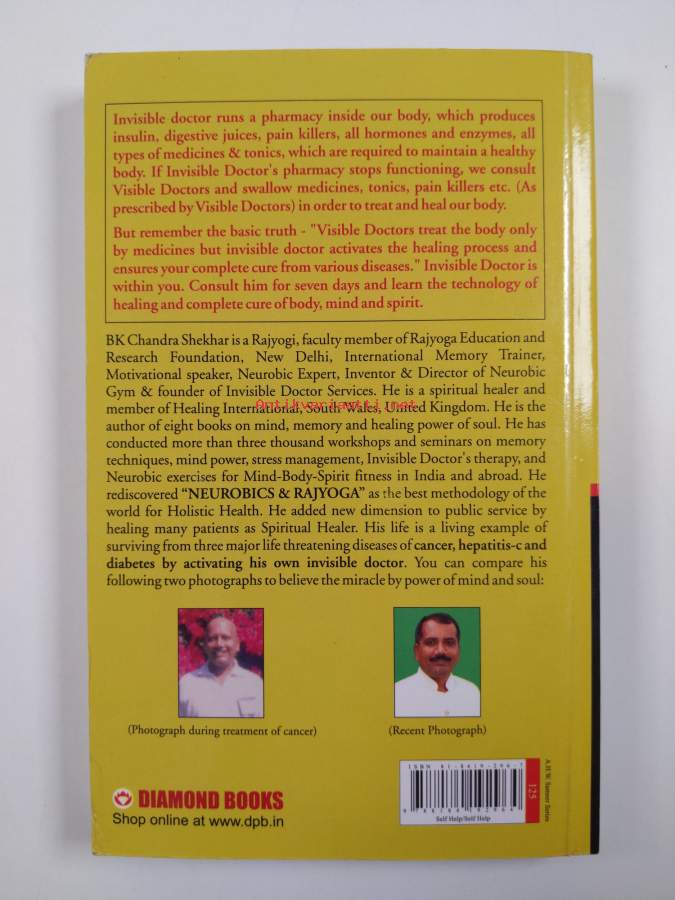 Invisible doctor runs a pharmacy inside our body, which produces
insulin, digestive juices, pain killers, all hormones and enzymes, all
types of medicines & tonics, which are required to maintain a healthy
body. If Invisible Doctor's pharmacy stops functioning, we consult
Visible Doctors and swallow medicines, tonics, pain killers etc. (As
prescribed by Visible Doctors) in order to treat and heal our body.
But remember the basic truth - "Visible Doctors treat the body only
by medicines but invisible doctor activates the healing process and
ensures your complete cure from various diseases." Invisible Doctor is
within you. Consult him for seven days and learn the technology of
healing and complete cure of body, mind and spirit.
BK Chandra Shekhar is a Rajyogi, faculty member of Rajyoga Education and
Research Foundation, New Delhi, International Memory Trainer,
Motivational speaker, Neurobic Expert, Inventor & Director of Neurobic
Gym & founder of Invisible Doctor Services. He is a spiritual healer and
member of Healing International, South Wales, United Kingdom. He is the
Antikvariaatti.net
author of eight books on mind, memory and healing power of soul. He has
conducted more than three thousand workshops and seminars on memory
techniques, mind power, stress management, Invisible Doctor's therapy, and
Neurobic exercises for Mind-Body-Spirit fitness in India and abroad. He
rediscovered “NEUROBICS & RAJYOGA” as the best methodology of the
world for Holistic Health. He added new dimension to public service by
healing many patients as Spiritual Healer. His life is a living example of
surviving from three major life threatening diseases of cancer, hepatitis-c and
diabetes by activating his own invisible doctor. You can compare his
following two photographs to believe the miracle by power of mind and soul:
(Photograph during treatment of cancer)
(Recent Photograph)
DIAMOND BOOKS
Shop online at www.dpb.in
Self Help/Self Help
125